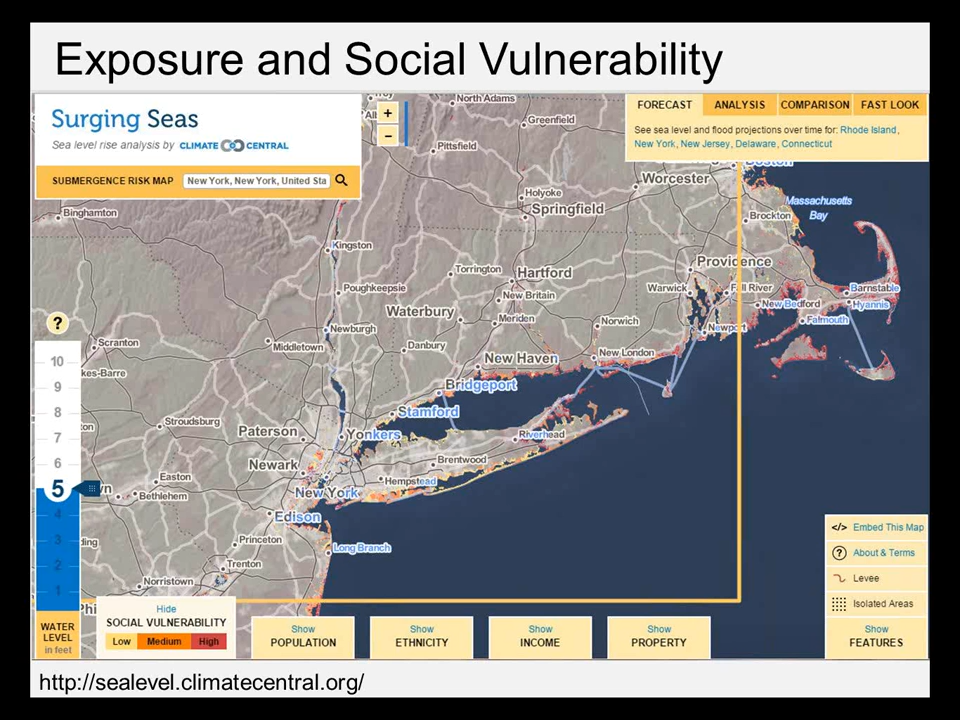 Exposure and Social Vulnerability
Surging Seas
Sea level rise analysis by CLIMATE CENTRAL
SUBMERGENCE RISK MAP New York, New York, United Sta
+
−
FORECAST ANALYSIS COMPARISON FAST LOOK
See sea level and flood projections over time for: Rhode Island,
New York, New Jersey, Delaware, Connecticut
North Adams
Greenfield
Pittsfield
Boston
Worcester
Holyoke
Springfield
Massachusetts
Bay
Brockton
Binghamton
Kingston
Torrington
Hartford
Providence
Poughkeepsie
New Britain
Warwick
Fall River
Barnstable
Waterbury
Meriden
New Bedford
Hyannis
Norwich
Falmouth
Newburgh
Newport
?
Scranton
Middletown
Danbury
New Haven
New London
kes-Barre
Bridgeport
Stamford
Stroudsburg
Paterson
Yonkers
Riverhead
Newark
Brentwood
Easton
Hempstead
Bethlehem
New York
Edison
Princeton
Long Branch
Trenton
Norristown
Phi
10
9
8
7
6
5
4
3
2
1
WATER
LEVEL
in feet
Hide
SOCIAL VULNERABILITY
Low Medium High
Show
POPULATION
Show
ETHNICITY
Show
INCOME
Show
PROPERTY
</> Embed This Map
? About & Terms
Levee
Isolated Areas
Show
FEATURES
http://sealevel.climatecentral.org/